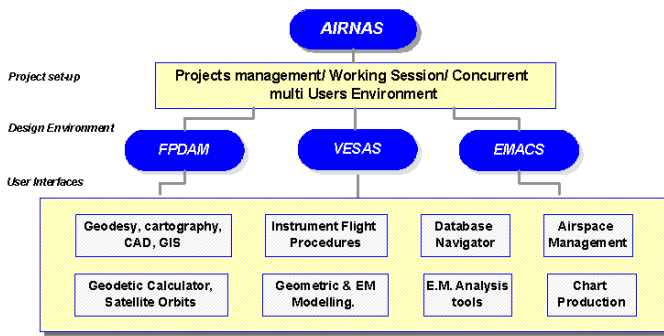 AIRNAS
Project set-up
Projects management/ Working Session/ Concurrent
multi Users Environment
Design Environment
FPDAM
VESAS
EMACS
User Interfaces
Geodesy, cartography,
CAD, GIS
Instrument Flight
Procedures
Database
Navigator
Airspace
Management
Geodetic Calculator,
Satellite Orbits
Geometric & EM
Modelling.
E.M. Analysis
tools
Chart
Production